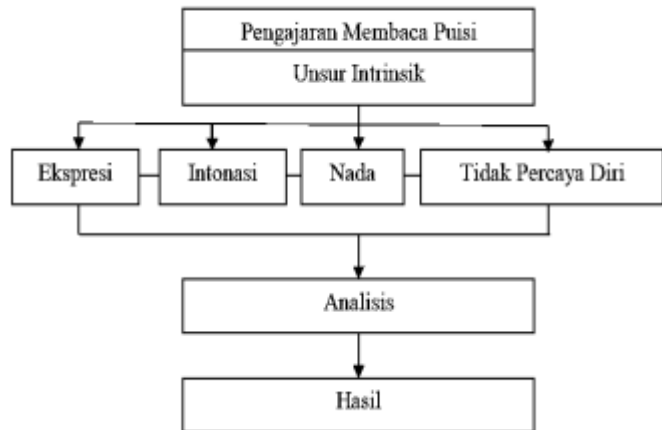 Pengajaran Membaca Puisi
Unsur Intrinsik
Ekspresi
Intonasi
Nada
Tidak Percaya Diri
Analisis
Hasil